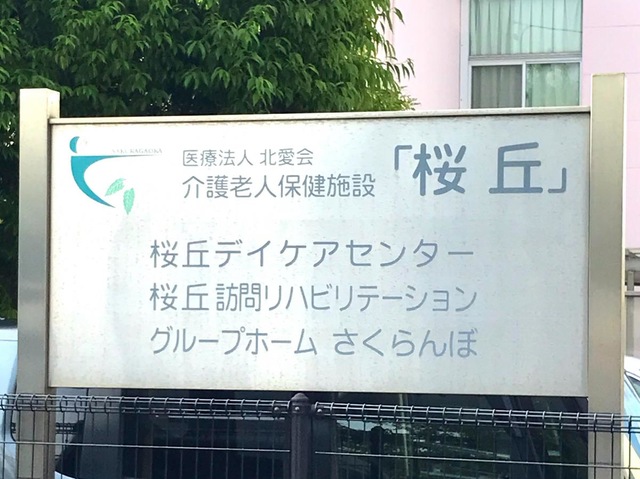 医療法人 北愛会
介護老人保健施設 「桜丘」
桜丘デイケアセンター
桜丘訪問リハビリテーション
グループホーム さくらんぼ